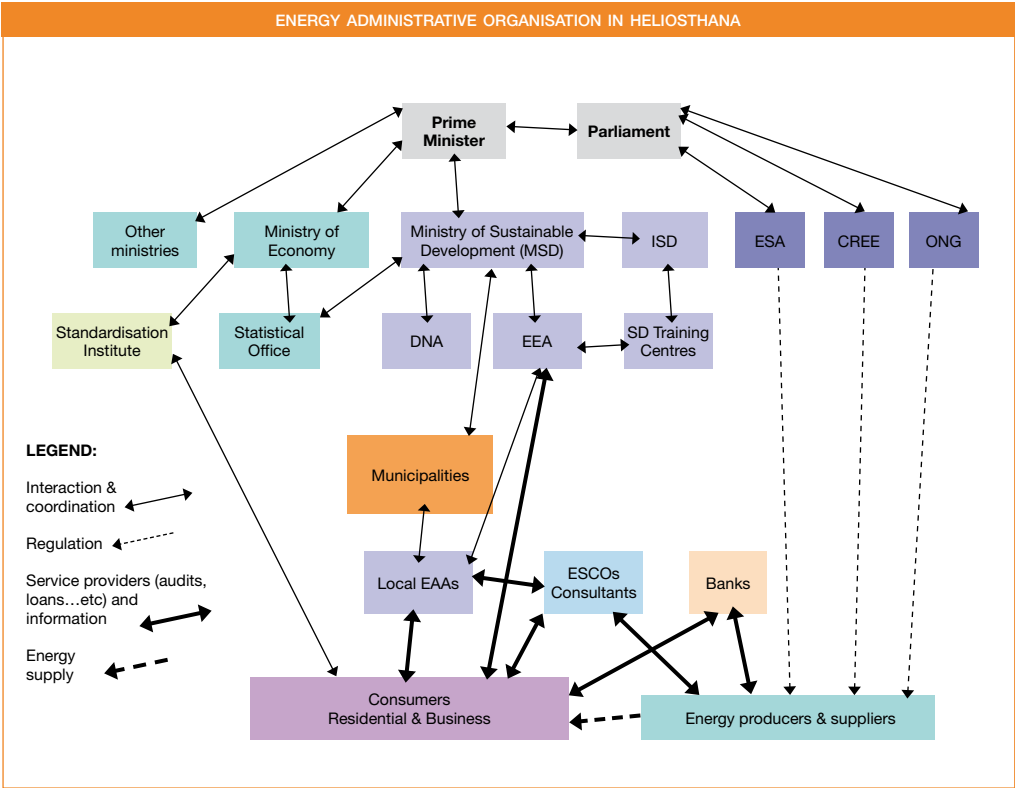 ENERGY ADMINISTRATIVE ORGANISATION IN HELIOSTHANA
Prime
Minister
Parliament
Other
ministries
Ministry of
Economy
Ministry of Sustainable
Development (MSD)
ISD
ESA
CREE
ONG
Standardisation
Institute
Statistical
Office
DNA
EEA
SD Training
Centres
LEGEND:
Interaction &
coordination
Regulation
Service providers (audits,
loans...etc) and
information
Energy
supply
Municipalities
Local EAAs
ESCOs
Consultants
Banks
Consumers
Residential & Business
Energy producers & suppliers